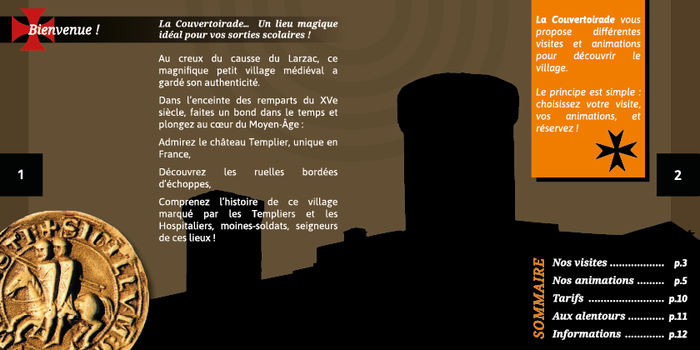 Bienvenue !
La Couvertoirade... Un lieu magique
idéal pour vos sorties scolaires !
Au creux du causse du Larzac, ce
magnifique petit village médiéval a
gardé son authenticité.
Dans l'enceinte des remparts du XVe
siècle, faites un bond dans le temps et
plongez au cœur du Moyen-Âge :
Admirez le château Templier, unique en
France,
Découvrez les ruelles bordées
d'échoppes,
Comprenez l'histoire de ce village
marqué par les Templiers et les
Hospitaliers, moines-soldats, seigneurs
de ces lieux !
1
La Couvertoirade vous
propose différentes
visites et animations
pour découvrir le
village.
Le principe est simple :
choisissez votre visite,
vos animations, et
réservez !
2
SOMMAIRE
Nos visites .................. p.3
Nos animations ......... p.5
Tarifs ......................... p.10
Aux alentours ............ p.11
Informations ............. p.12